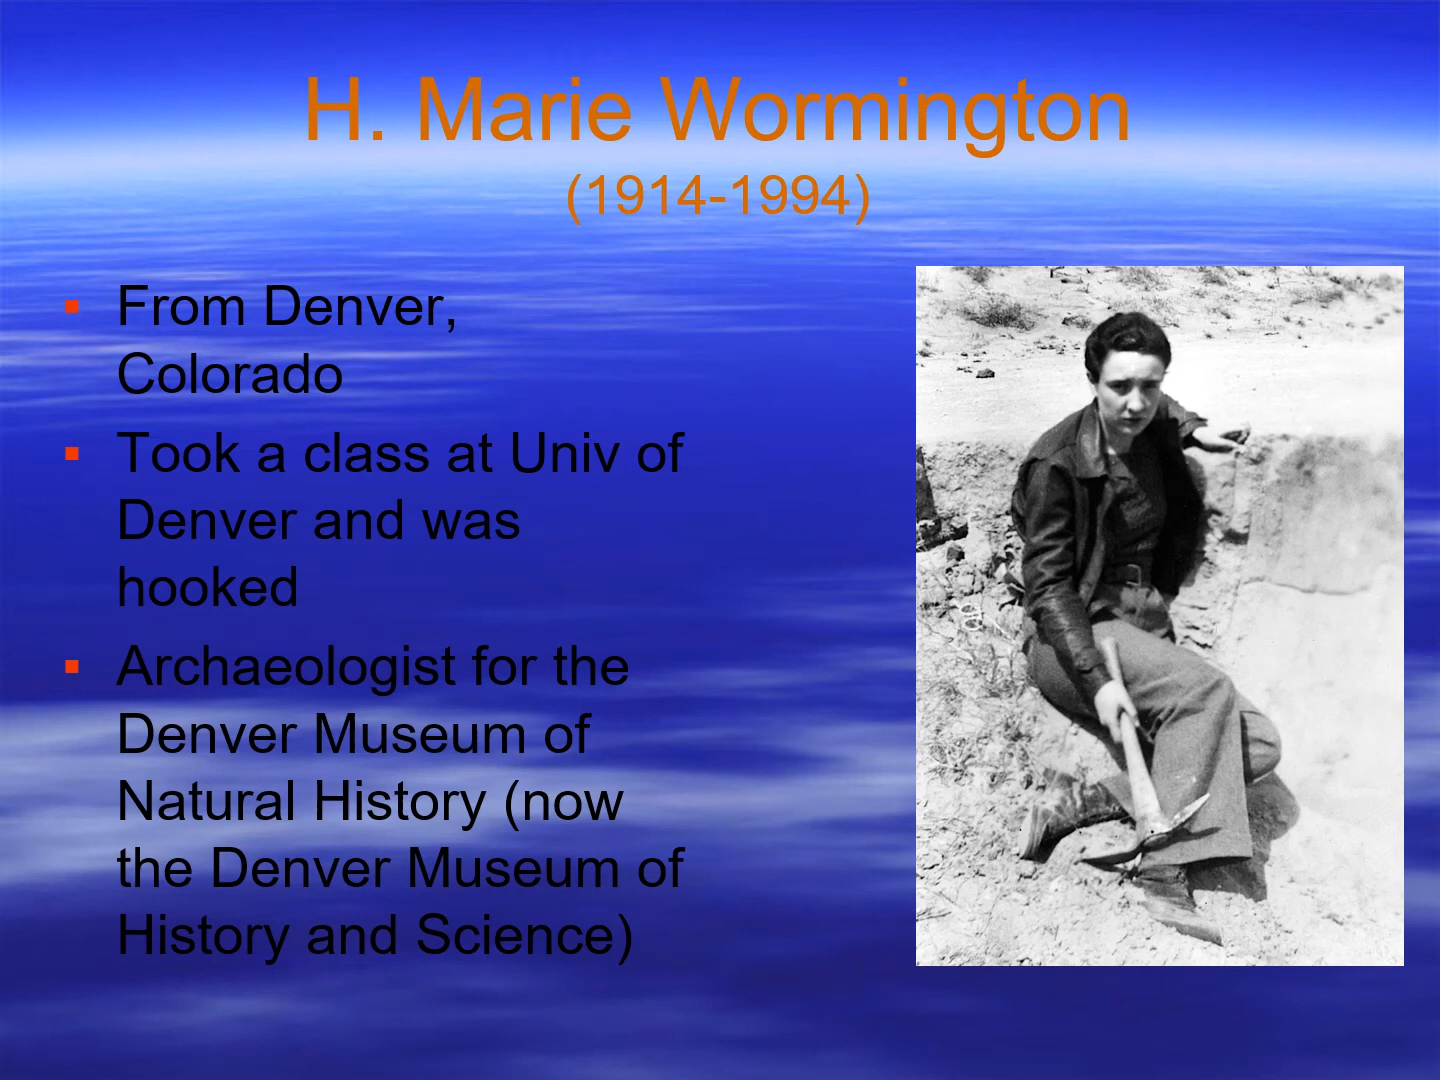 H. Marie Wormington
(1914-1994)
From Denver,
Colorado
Took a class at Univ of
Denver and was
hooked
Archaeologist for the
Denver Museum of
Natural History (now
the Denver Museum of
History and Science)